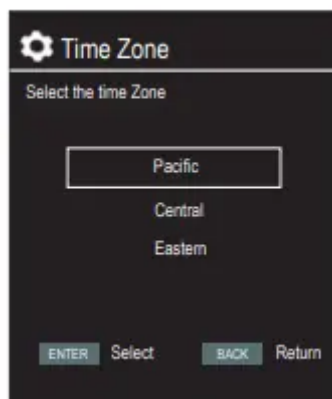 Time Zone
Select the time Zone
Pacific
Central
Eastern
ENTER Select BACK Return